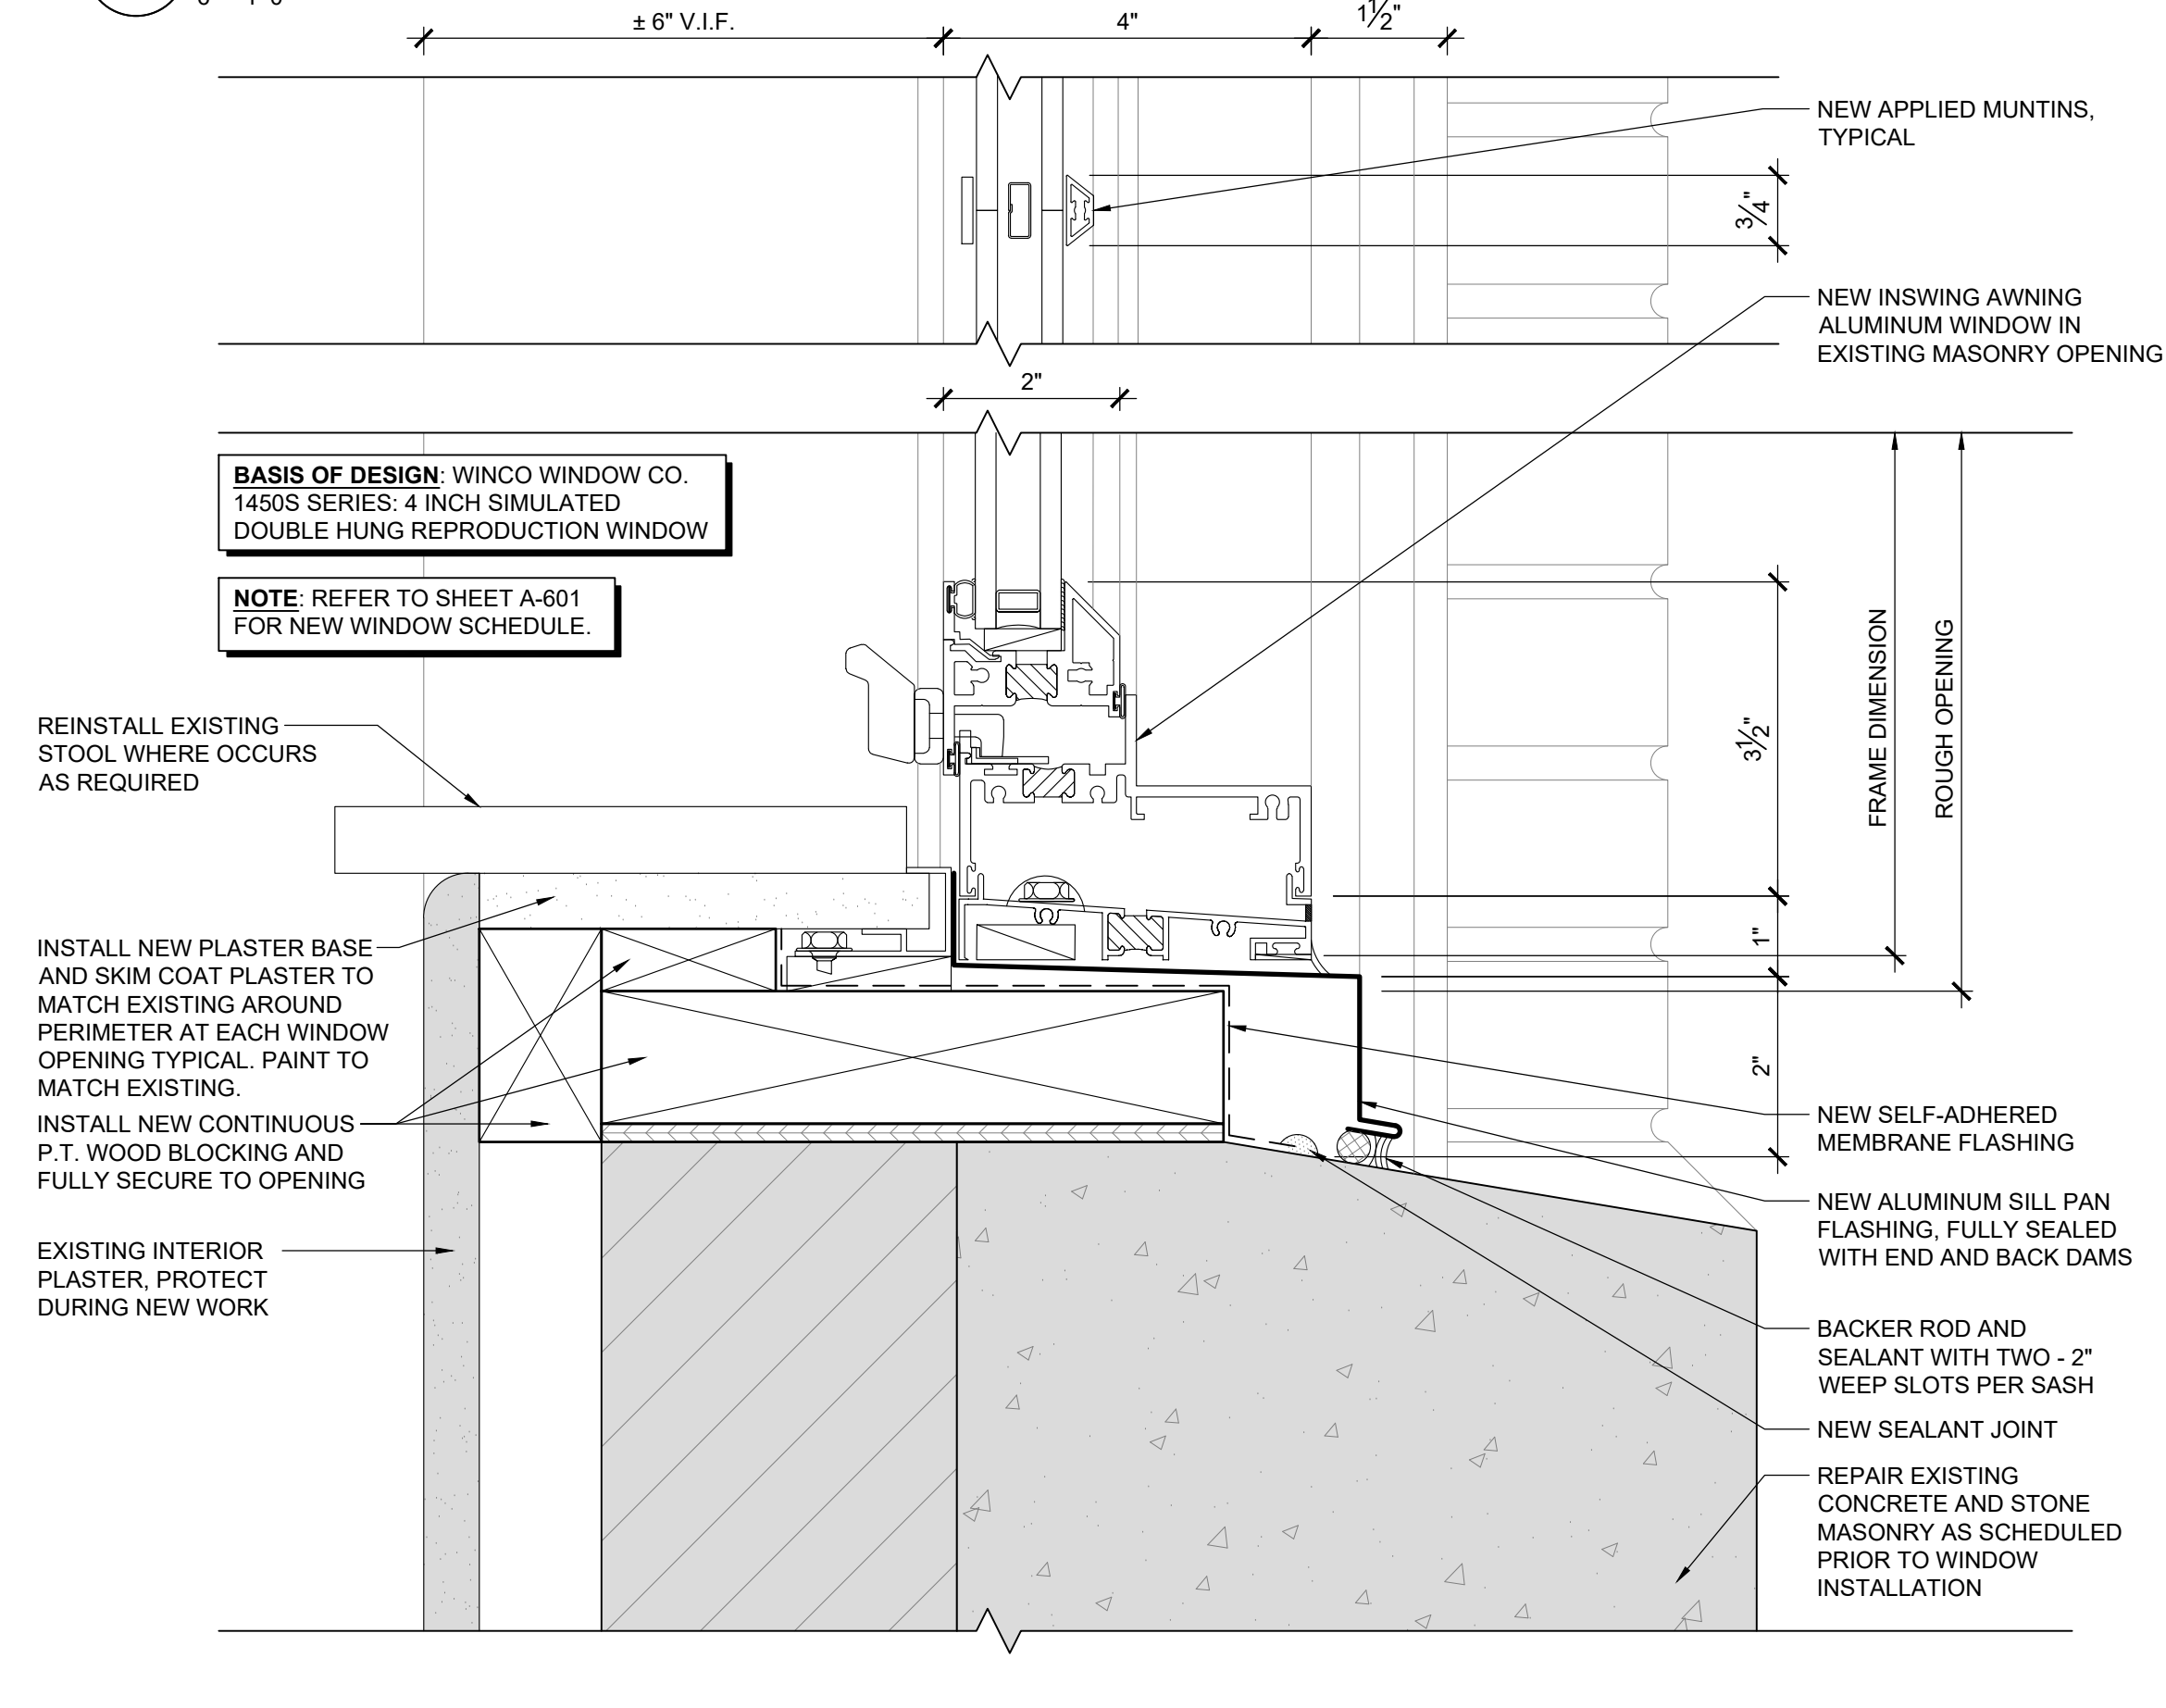 ± 6" V.I.F.
4"
1 1/2"
NEW APPLIED MUNTINS,
TYPICAL
3/4"
NEW INSWING AWNING
ALUMINUM WINDOW IN
EXISTING MASONRY OPENING
2"
BASIS OF DESIGN: WINCO WINDOW CO.
1450S SERIES: 4 INCH SIMULATED
DOUBLE HUNG REPRODUCTION WINDOW
NOTE: REFER TO SHEET A-601
FOR NEW WINDOW SCHEDULE.
FRAME DIMENSION
ROUGH OPENING
3 1/2"
REINSTALL EXISTING
STOOL WHERE OCCURS
AS REQUIRED
1"
INSTALL NEW PLASTER BASE
AND SKIM COAT PLASTER TO
MATCH EXISTING AROUND
PERIMETER AT EACH WINDOW
OPENING TYPICAL. PAINT TO
MATCH EXISTING.
2"
INSTALL NEW CONTINUOUS
P.T. WOOD BLOCKING AND
FULLY SECURE TO OPENING
EXISTING INTERIOR
PLASTER, PROTECT
DURING NEW WORK
NEW SELF-ADHERED
MEMBRANE FLASHING
NEW ALUMINUM SILL PAN
FLASHING, FULLY SEALED
WITH END AND BACK DAMS
BACKER ROD AND
SEALANT WITH TWO - 2"
WEEP SLOTS PER SASH
NEW SEALANT JOINT
REPAIR EXISTING
CONCRETE AND STONE
MASONRY AS SCHEDULED
PRIOR TO WINDOW
INSTALLATION